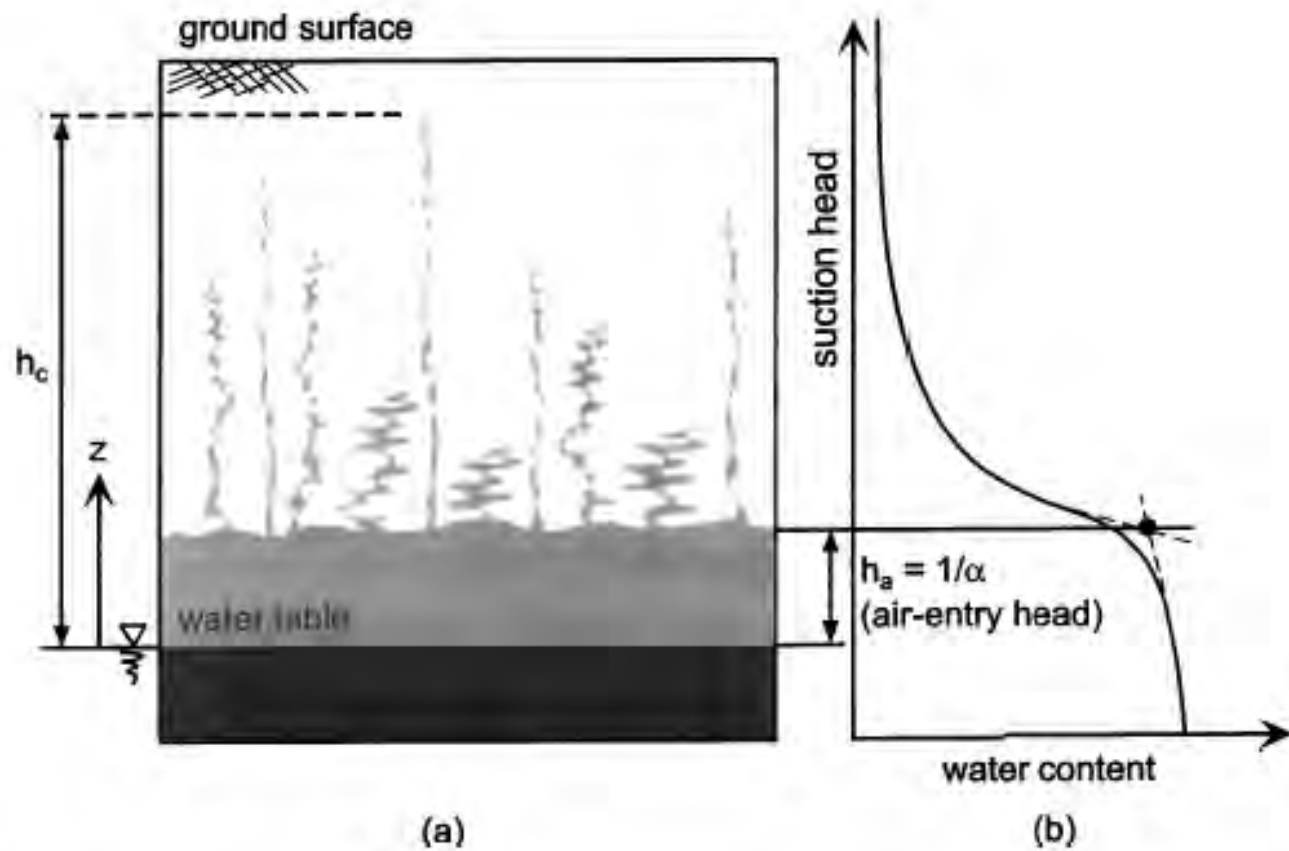 ground surface
h_c
z
water table
suction head
h_a = 1/α
(air-entry head)
water content
(a)
(b)